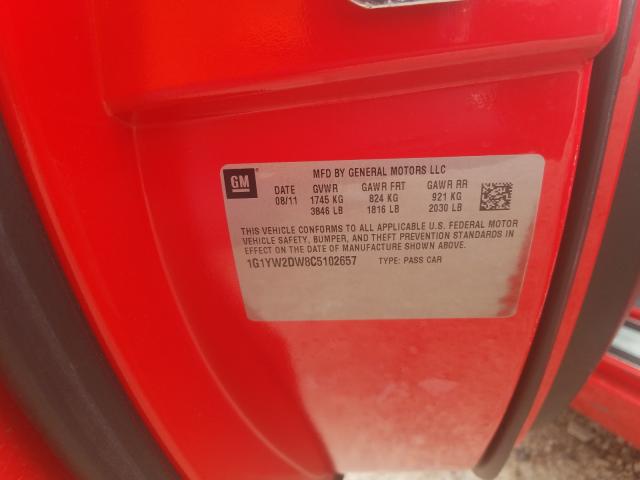 GM
MFD BY GENERAL MOTORS LLC
DATE GVWR GAWR FRT GAWR RR
08/11 1745 KG 824 KG 921 KG
3846 LB 1816 LB 2030 LB
THIS VEHICLE CONFORMS TO ALL APPLICABLE U.S. FEDERAL MOTOR
VEHICLE SAFETY, BUMPER, AND THEFT PREVENTION STANDARDS IN
EFFECT ON THE DATE OF MANUFACTURE SHOWN ABOVE.
1G1YW2DW8C5102657 TYPE: PASS CAR